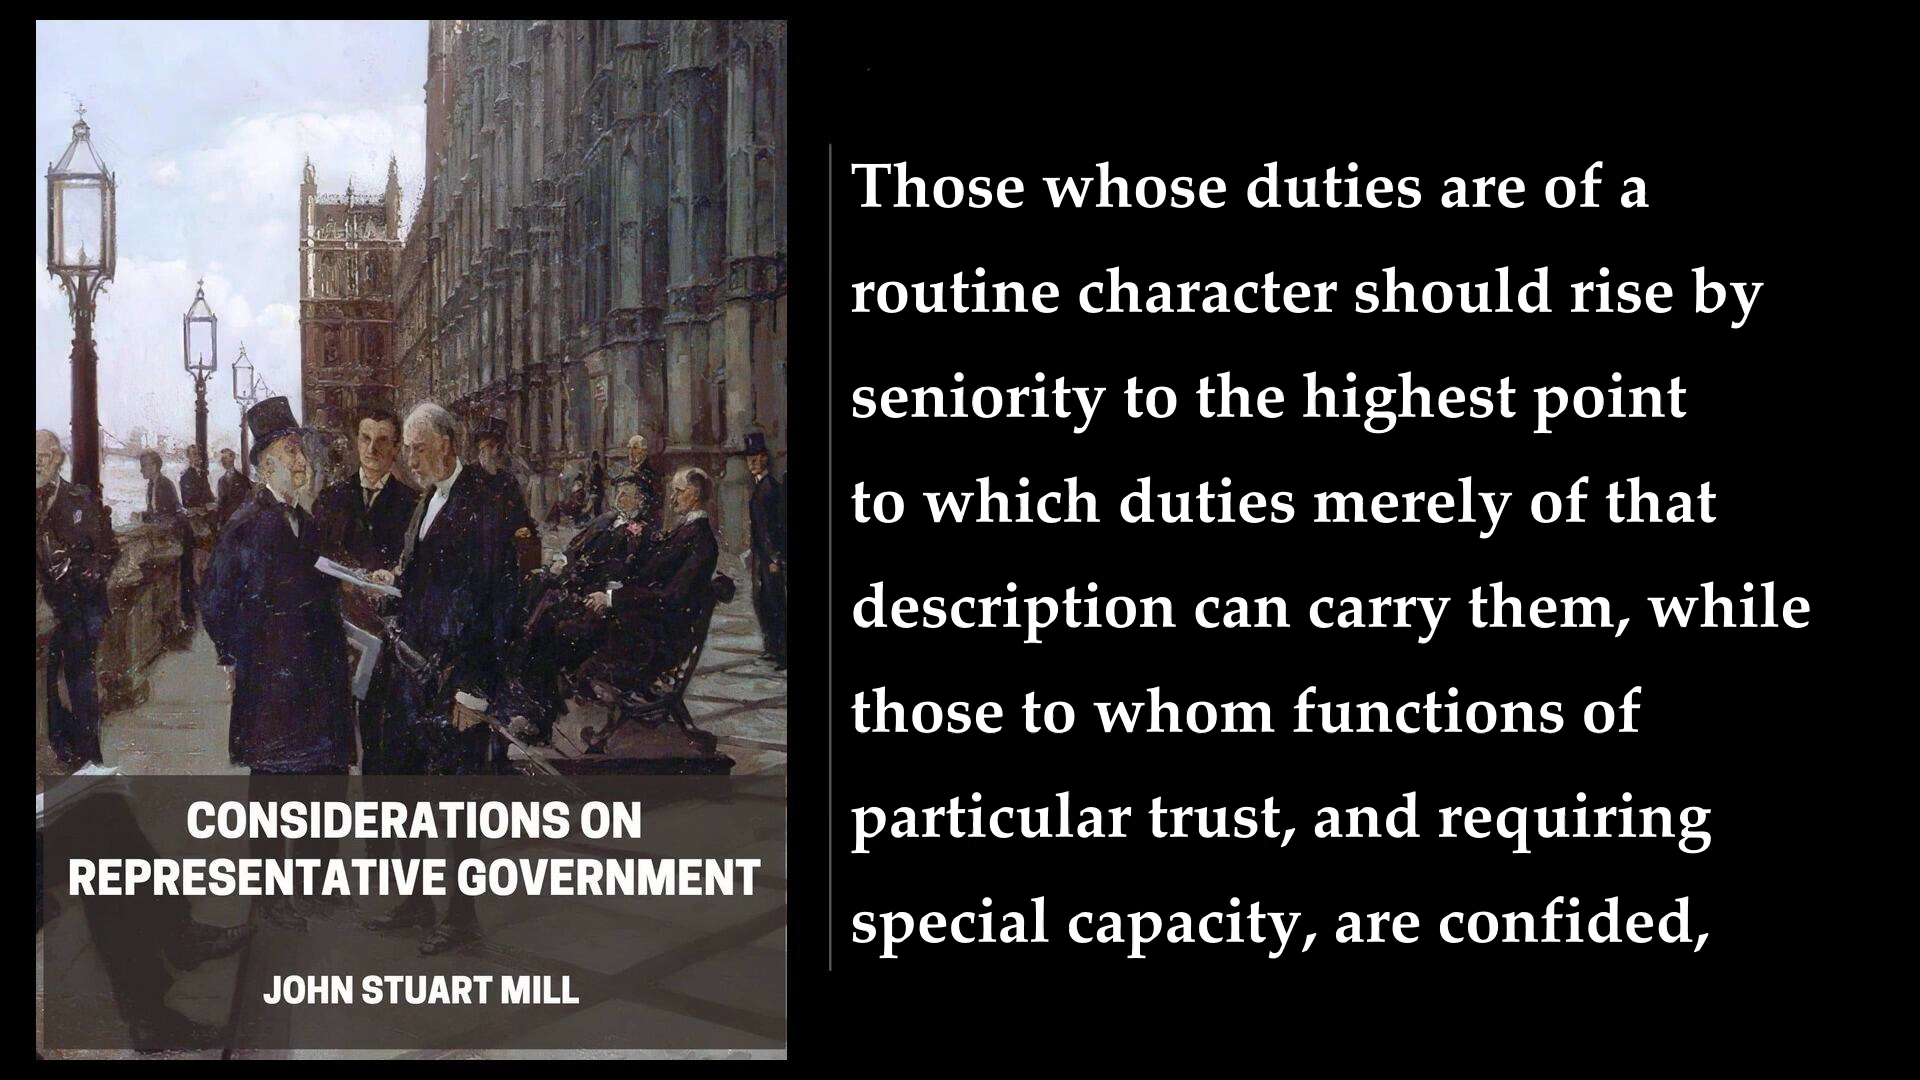 CONSIDERATIONS ON
REPRESENTATIVE GOVERNMENT
JOHN STUART MILL
Those whose duties are of a
routine character should rise by
seniority to the highest point
to which duties merely of that
description can carry them, while
those to whom functions of
particular trust, and requiring
special capacity, are confided,